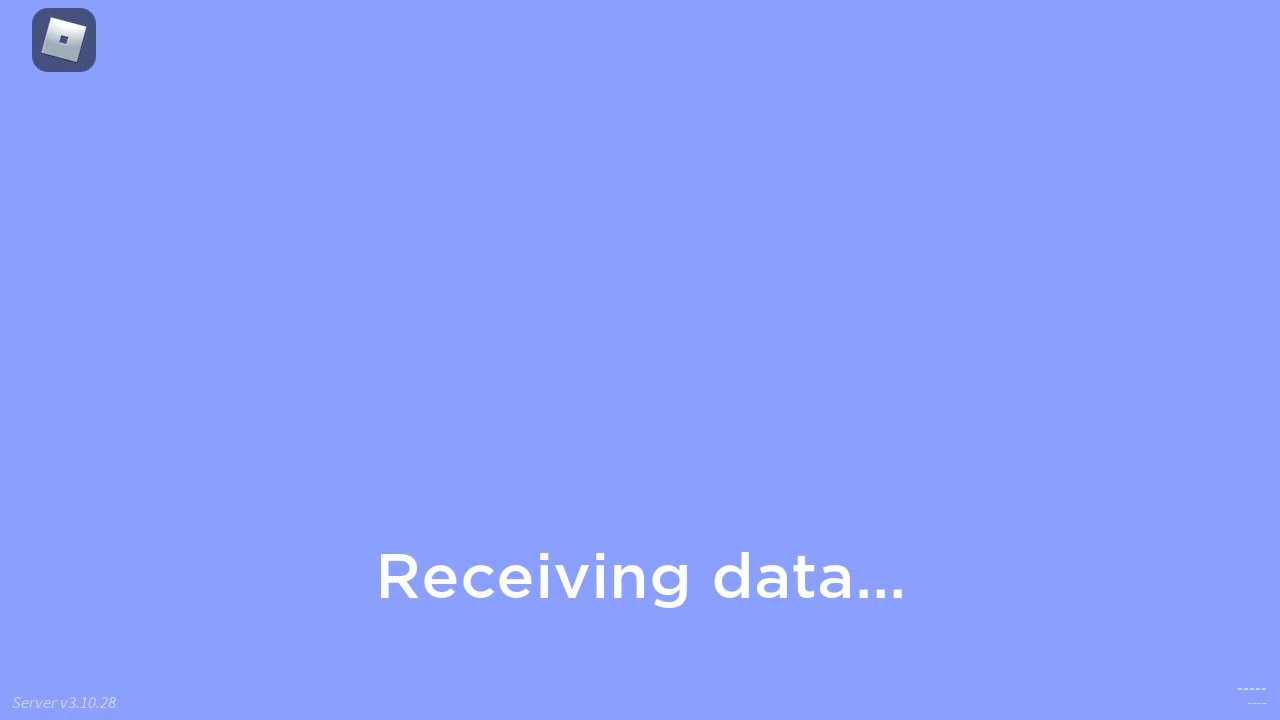 Receiving data...
Server v3.10.28
-----
----